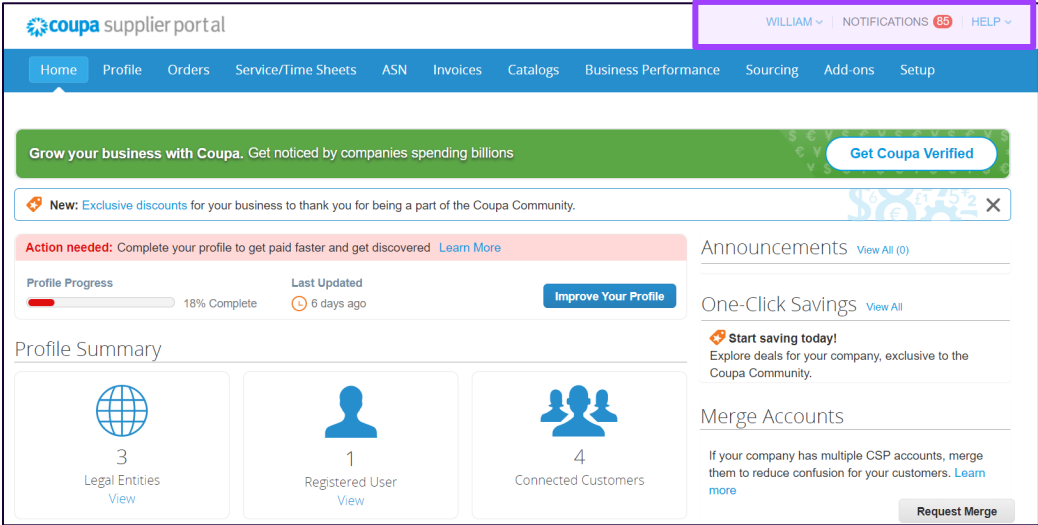 coupa supplier portal
WILLIAM NOTIFICATIONS 85 HELP
Home Profile Orders Service/Time Sheets ASN Invoices Catalogs Business Performance Sourcing Add-ons Setup
Grow your business with Coupa. Get noticed by companies spending billions
Get Coupa Verified
New: Exclusive discounts for your business to thank you for being a part of the Coupa Community.
Action needed: Complete your profile to get paid faster and get discovered Learn More
Profile Progress
18% Complete
Last Updated
6 days ago
Improve Your Profile
Profile Summary
3
Legal Entities
View
1
Registered User
View
4
Connected Customers
Announcements View All (0)
One-Click Savings View All
Start saving today!
Explore deals for your company, exclusive to the
Coupa Community.
Merge Accounts
If your company has multiple CSP accounts, merge
them to reduce confusion for your customers. Learn
more
Request Merge